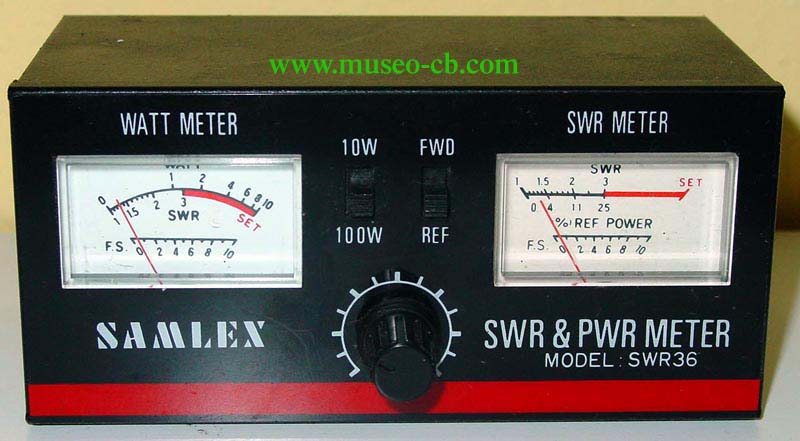 www.museo-cb.com
WATT METER
SWR METER
10W FWD
100W REF
WATT
0 1 2 4 6 8 10
1 1.5 2 3 SET
SWR
F.S. 0 2 4 6 8 10
SWR
1 1.5 2 3 SET
0 4 11 25
% REF POWER
F.S. 0 2 4 6 8 10
SAMLEX
SWR & PWR METER
MODEL: SWR36